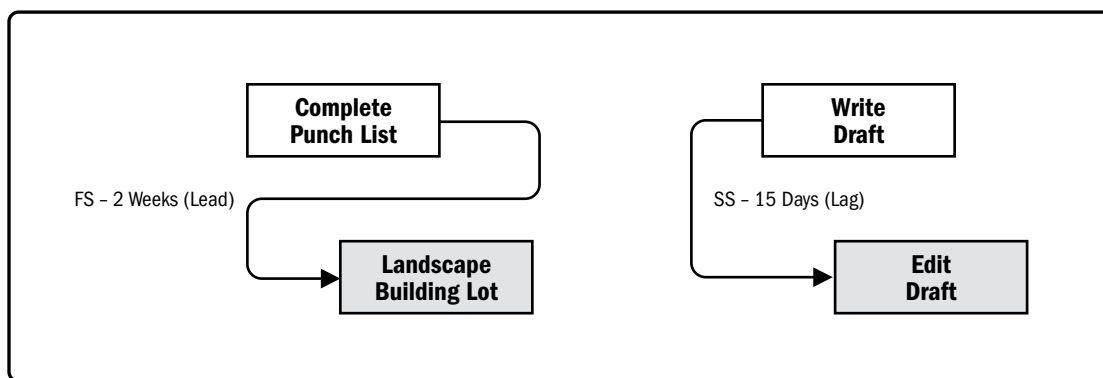 Complete
Punch List
Write
Draft
FS – 2 Weeks (Lead)
SS – 15 Days (Lag)
Landscape
Building Lot
Edit
Draft